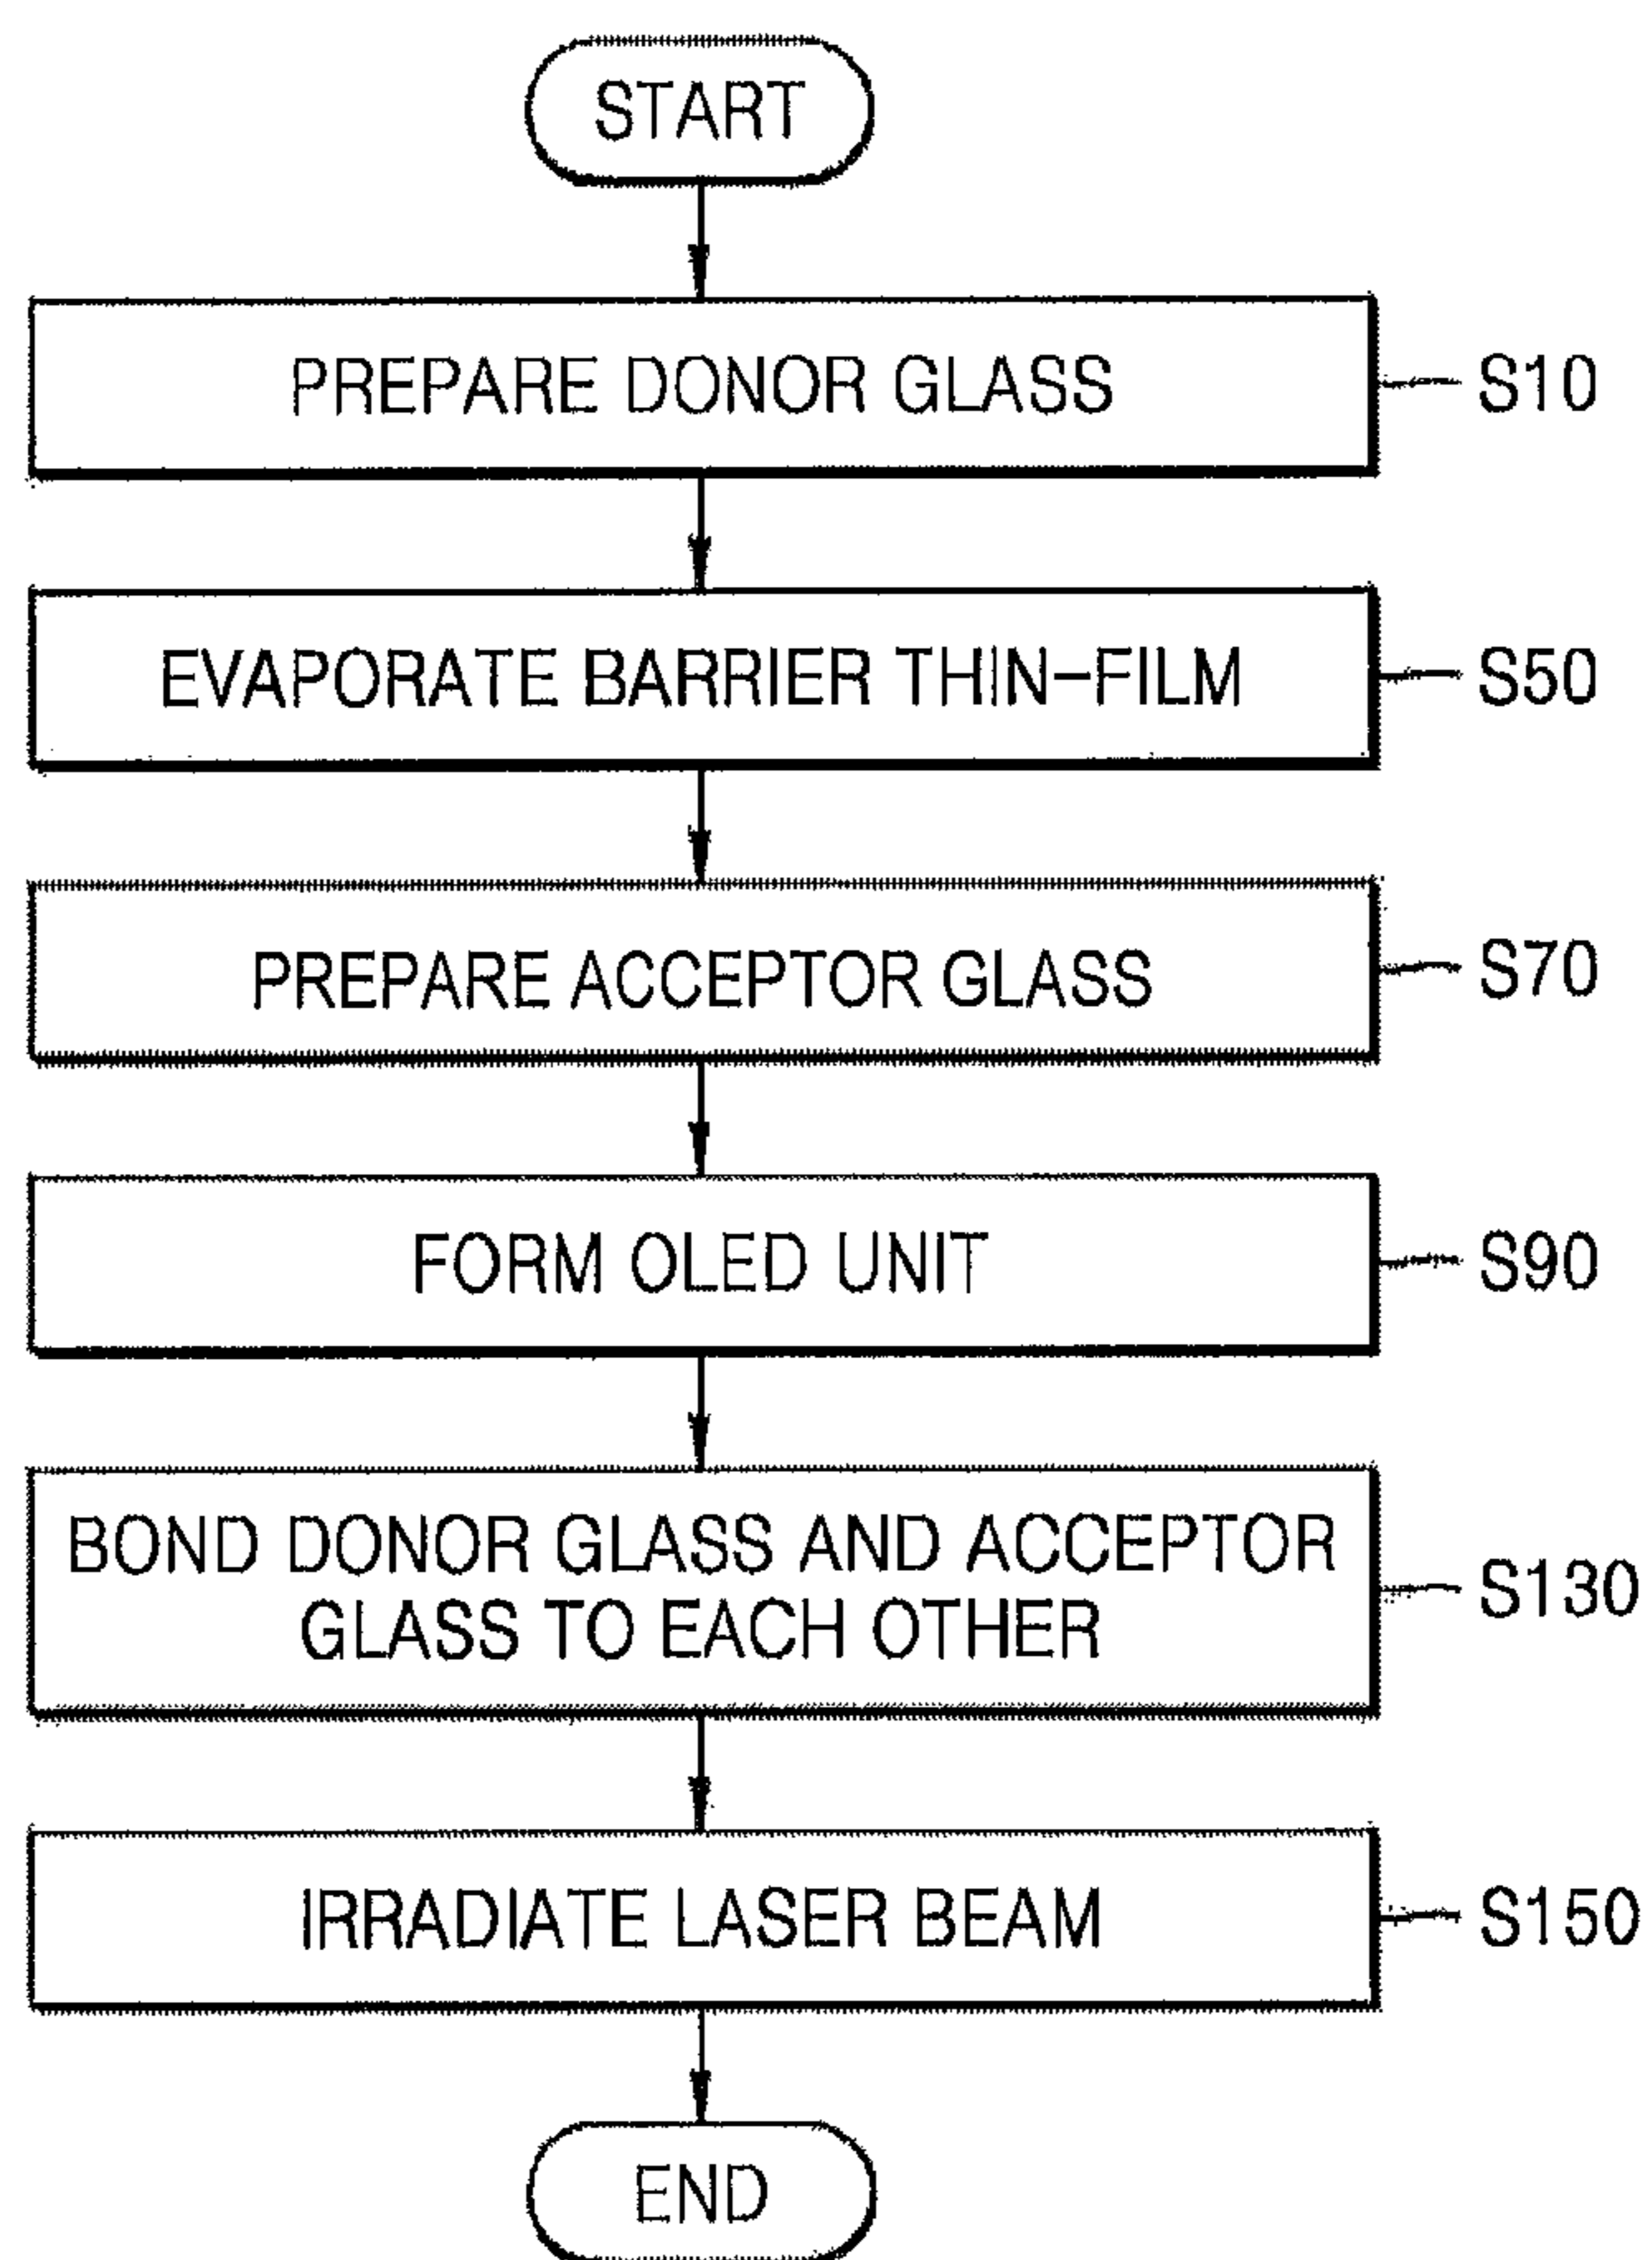 START
PREPARE DONOR GLASS
S10
EVAPORATE BARRIER THIN-FILM
S50
PREPARE ACCEPTOR GLASS
S70
FORM OLED UNIT
S90
BOND DONOR GLASS AND ACCEPTOR
GLASS TO EACH OTHER
S130
IRRADIATE LASER BEAM
S150
END